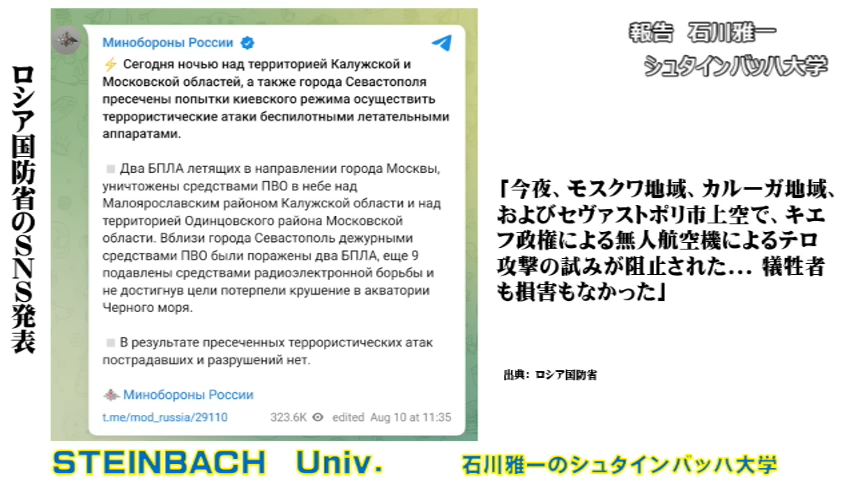 ロシア国防省のSNS発表
Минобороны России
⚡ Сегодня ночью над территорией Калужской и
Московской областей, а также города Севастополя
пресечены попытки киевского режима осуществить
террористические атаки беспилотными летательными
аппаратами.
◽ Два БПЛА летящих в направлении города Москвы,
уничтожены средствами ПВО в небе над
Малоярославским районом Калужской области и над
территорией Одинцовского района Московской
области. Вблизи города Севастополь дежурными
средствами ПВО были поражены два БПЛА, еще 9
подавлены средствами радиоэлектронной борьбы и
не достигнув цели потерпели крушение в акватории
Черного моря.
◽ В результате пресеченных террористических атак
пострадавших и разрушений нет.
Минобороны России
t.me/mod_russia/29110 323.6K edited Aug 10 at 11:35
報告 石川雅一
シュタインバッハ大学
「今夜、モスクワ地域、カルーガ地域、
およびセヴァストポリ市上空で、キエ
フ政権による無人航空機によるテロ
攻撃の試みが阻止された... 犠牲者
も損害もなかった」
出典: ロシア国防省
STEINBACH Univ.
石川雅一のシュタインバッハ大学